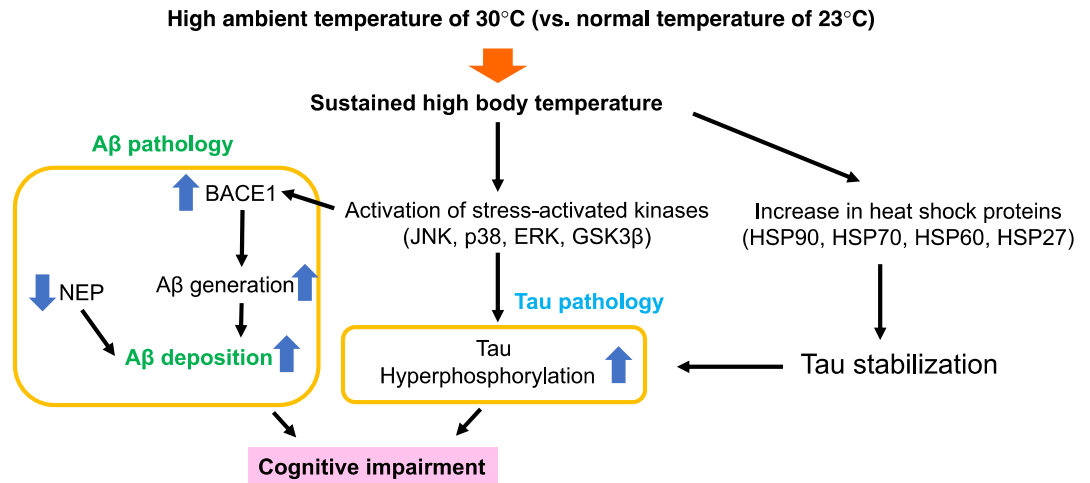 High ambient temperature of 30°C (vs. normal temperature of 23°C)
Sustained high body temperature
Aβ pathology
BACE1
Activation of stress-activated kinases
(JNK, p38, ERK, GSK3β)
Increase in heat shock proteins
(HSP90, HSP70, HSP60, HSP27)
NEP
Aβ generation
Tau pathology
Aβ deposition
Tau
Hyperphosphorylation
Tau stabilization
Cognitive impairment